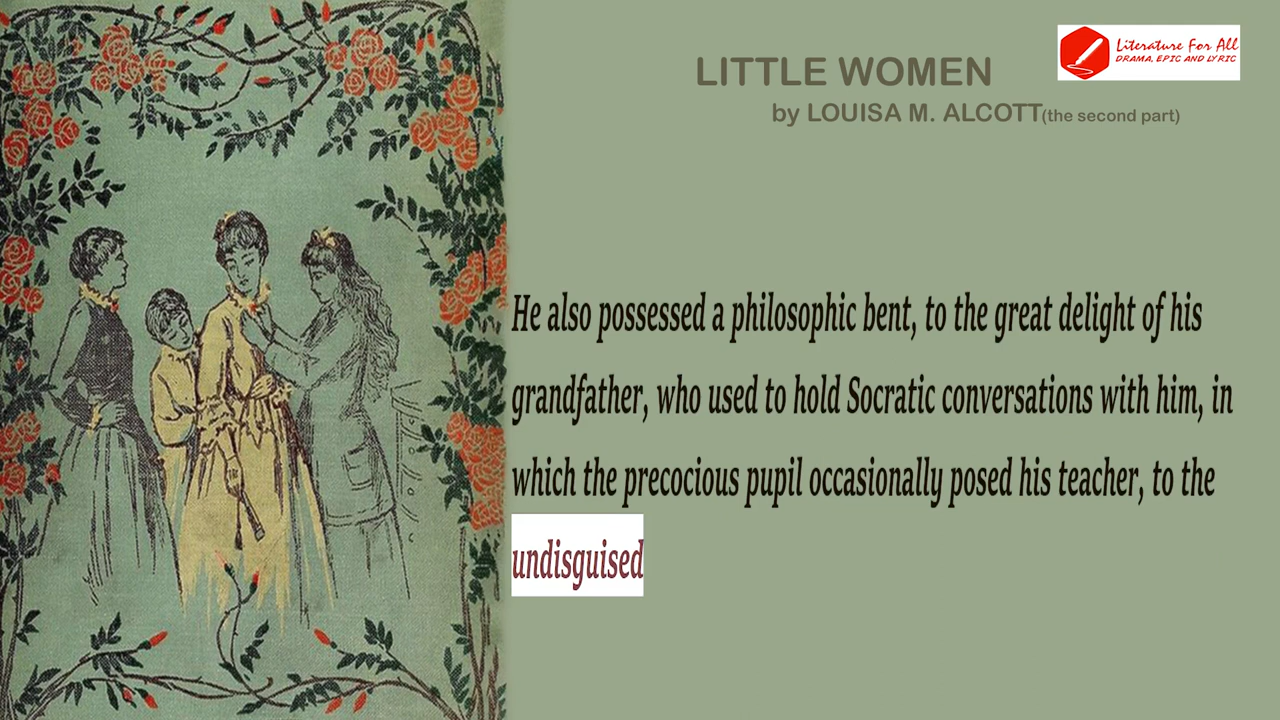 LITTLE WOMEN
by LOUISA M. ALCOTT(the second part)
Literature For All
DRAMA, EPIC AND LYRIC
He also possessed a philosophic bent, to the great delight of his
grandfather, who used to hold Socratic conversations with him, in
which the precocious pupil occasionally posed his teacher, to the
undisguised